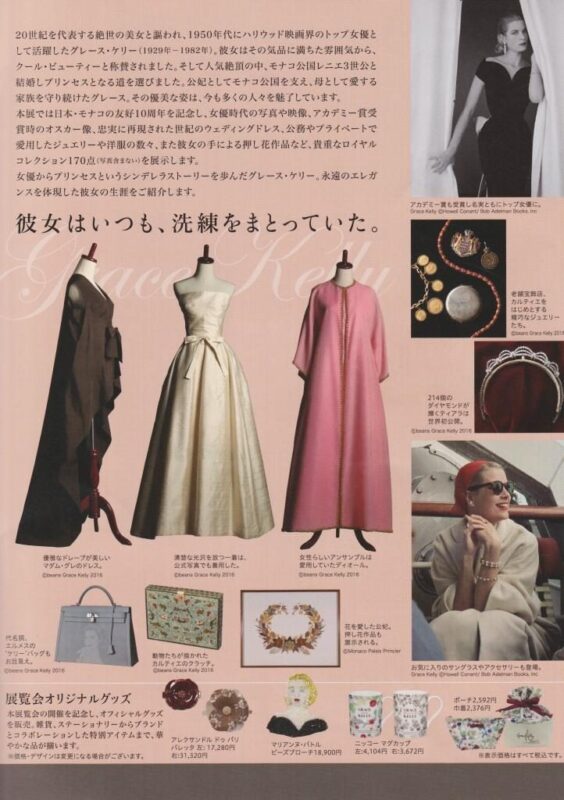 20世紀を代表する絶世の美女と謳われ、1950年代にハリウッド映画界のトップ女優と
して活躍したグレース・ケリー(1929年－1982年)。彼女はその気品に満ちた雰囲気から、
クール・ビューティーと称賛されました。そして人気絶頂の中、モナコ公国レニエ3世公と
結婚しプリンセスとなる道を選びました。公妃としてモナコ公国を支え、母として愛する
家族を守り続けたグレース。その優美な姿は、今も多くの人々を魅了しています。
本展では日本・モナコの友好10周年を記念し、女優時代の写真や映像、アカデミー賞受
賞時のオスカー像、忠実に再現された世紀のウェディングドレス、公務やプライベートで
愛用したジュエリーや洋服の数々、また彼女の手による押し花作品など、貴重なロイヤル
コレクション170点(写真含まない)を展示します。
女優からプリンセスというシンデレラストーリーを歩んだグレース・ケリー。永遠のエレガ
ンスを体現した彼女の生涯をご紹介します。
アカデミー賞も受賞し名実ともにトップ女優に。
Grace Kelly ©Howell Conant/ Bob Adelman Books, Inc
彼女はいつも、洗練をまとっていた。
Grace Kelly
老舗宝飾店、
カルティエを
はじめとする
精巧なジュエリー
たち。
©beans Grace Kelly 2016
214個の
ダイヤモンドが
輝くティアラは
世界初公開。
©beans Grace Kelly 2016
優雅なドレープが美しい
マダム・グレのドレス。
©beans Grace Kelly 2016
清楚な光沢を放つ一着は、
公式写真でも着用した。
©beans Grace Kelly 2016
女性らしいアンサンブルは
愛用していたディオール。
©beans Grace Kelly 2016
代名詞、
エルメスの
"ケリー"バッグも
お目見え。
©beans Grace Kelly 2016
動物たちが描かれた
カルティエのクラッチ。
©beans Grace Kelly 2016
花を愛した公妃。
押し花作品も
展示される。
©Monaco Palais Princier
お気に入りのサングラスやアクセサリーも登場。
Grace Kelly ©Howell Conant/ Bob Adelman Books, Inc
展覧会オリジナルグッズ
本展覧会の開催を記念し、オフィシャルグッズ
を販売。雑貨、ステーショナリーからブランド
とコラボレーションした特別アイテムまで、華
やかな品が揃います。
※価格・デザインは変更になる場合がございます。
アレクサンドル ドゥ パリ
バレッタ 左: 17,280円
右:31,320円
マリアンヌ・バトル
ビーズブローチ18,900円
ニッコー マグカップ
左:4,104円 右:3,672円
ポーチ2,592円
巾着2,376円
※表示価格はすべて税込です。